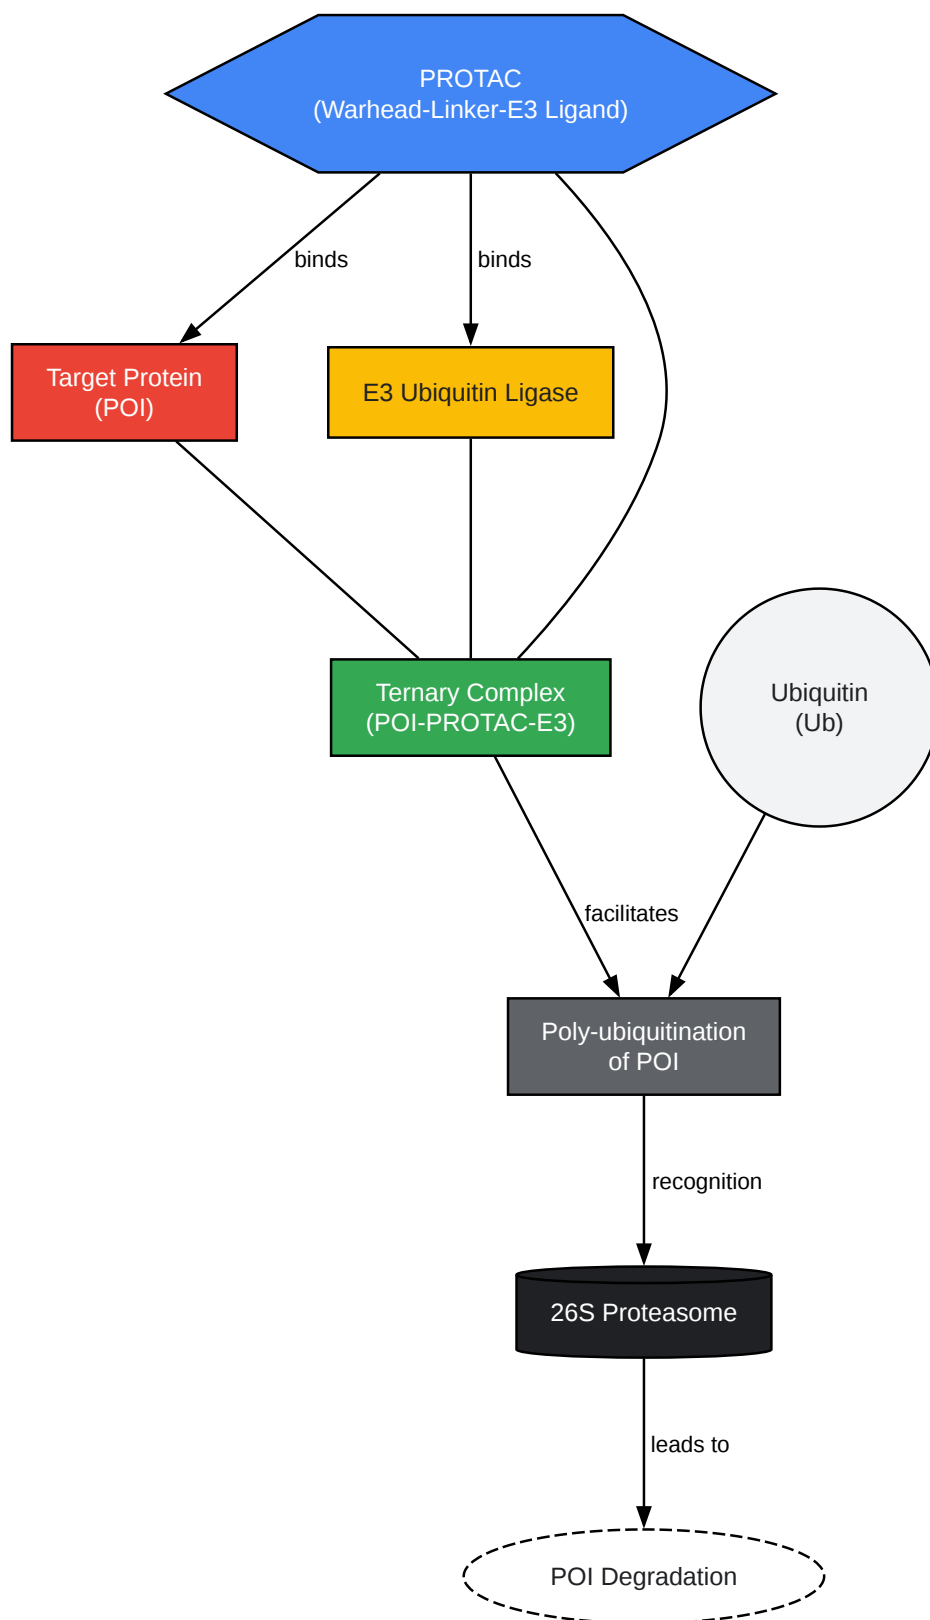 PROTAC
(Warhead-Linker-E3 Ligand)
binds
binds
Target Protein
(POI)
E3 Ubiquitin Ligase
Ternary Complex
(POI-PROTAC-E3)
Ubiquitin
(Ub)
facilitates
Poly-ubiquitination
of POI
recognition
26S Proteasome
leads to
POI Degradation